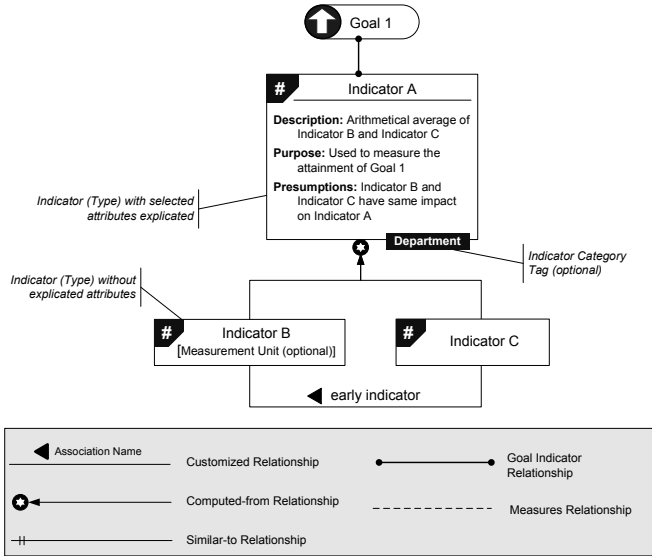 Goal 1
# Indicator A
Description: Arithmetical average of
Indicator B and Indicator C
Purpose: Used to measure the
attainment of Goal 1
Presumptions: Indicator B and
Indicator C have same impact
on Indicator A
Department
Indicator (Type) with selected
attributes explicated
Indicator Category
Tag (optional)
Indicator (Type) without
explicated attributes
# Indicator B
[Measurement Unit (optional)]
# Indicator C
early indicator
Association Name
Customized Relationship
Computed-from Relationship
Similar-to Relationship
Goal Indicator
Relationship
Measures Relationship